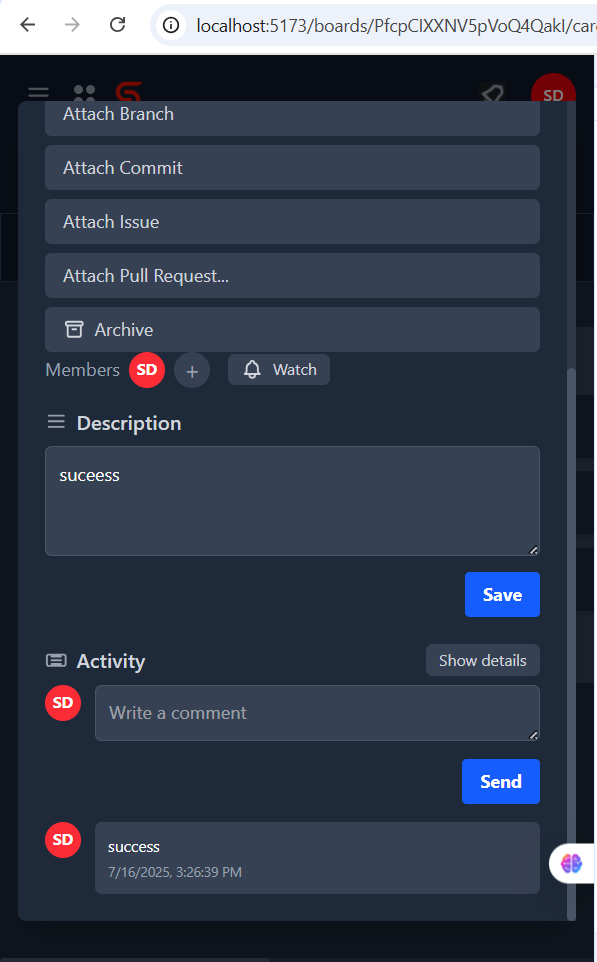 localhost:5173/boards/PfcpCIXXNV5pVoQ4QakI/car
SD
Attach Branch
Attach Commit
Attach Issue
Attach Pull Request...
Archive
Members SD + Watch
Description
suceess
Save
Activity Show details
SD Write a comment
Send
SD success
7/16/2025, 3:26:39 PM